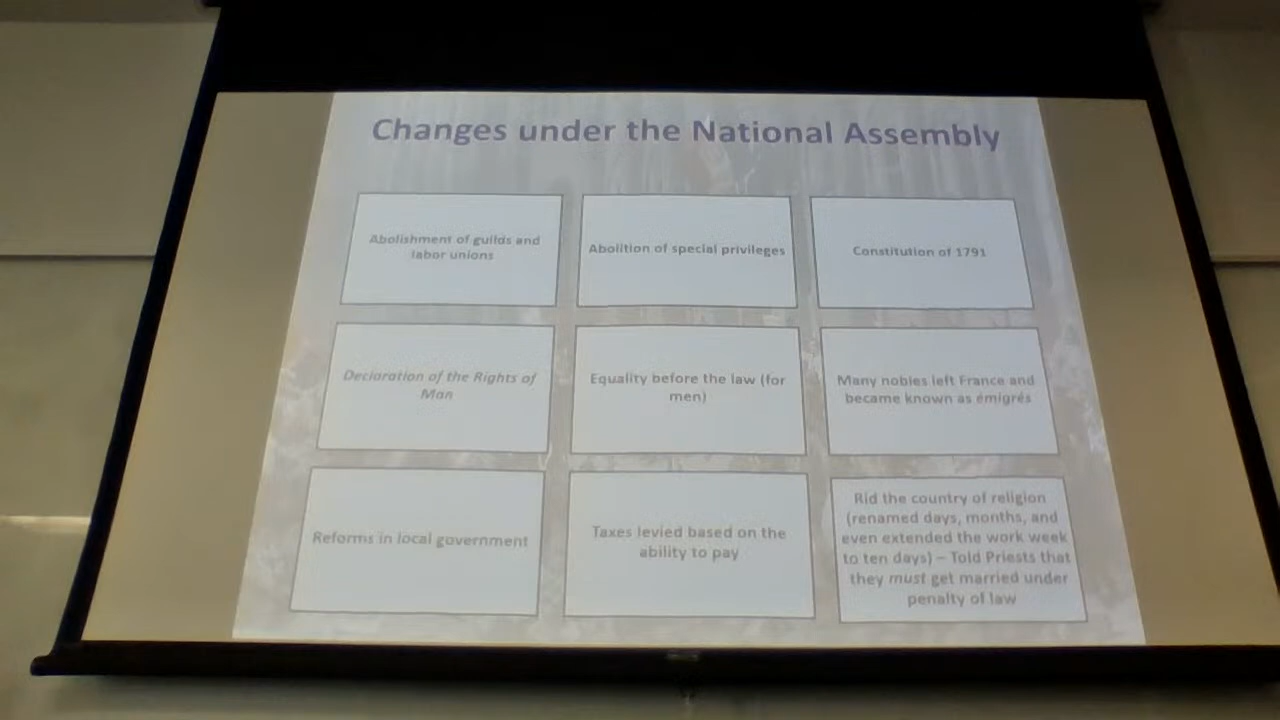 Changes under the National Assembly
Abolishment of guilds and
labor unions
Abolition of special privileges
Constitution of 1791
Declaration of the Rights of
Man
Equality before the law (for
men)
Many nobles left France and
became known as émigrés
Reforms in local government
Taxes levied based on the
ability to pay
Rid the country of religion
(renamed days, months, and
even extended the work week
to ten days) – Told Priests that
they must get married under
penalty of law